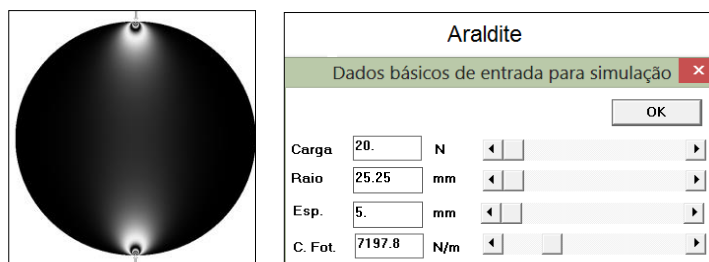 Araldite
Dados básicos de entrada para simulação
OK
Carga 20. N
Raio 25.25 mm
Esp. 5. mm
C. Fot. 7197.8 N/m